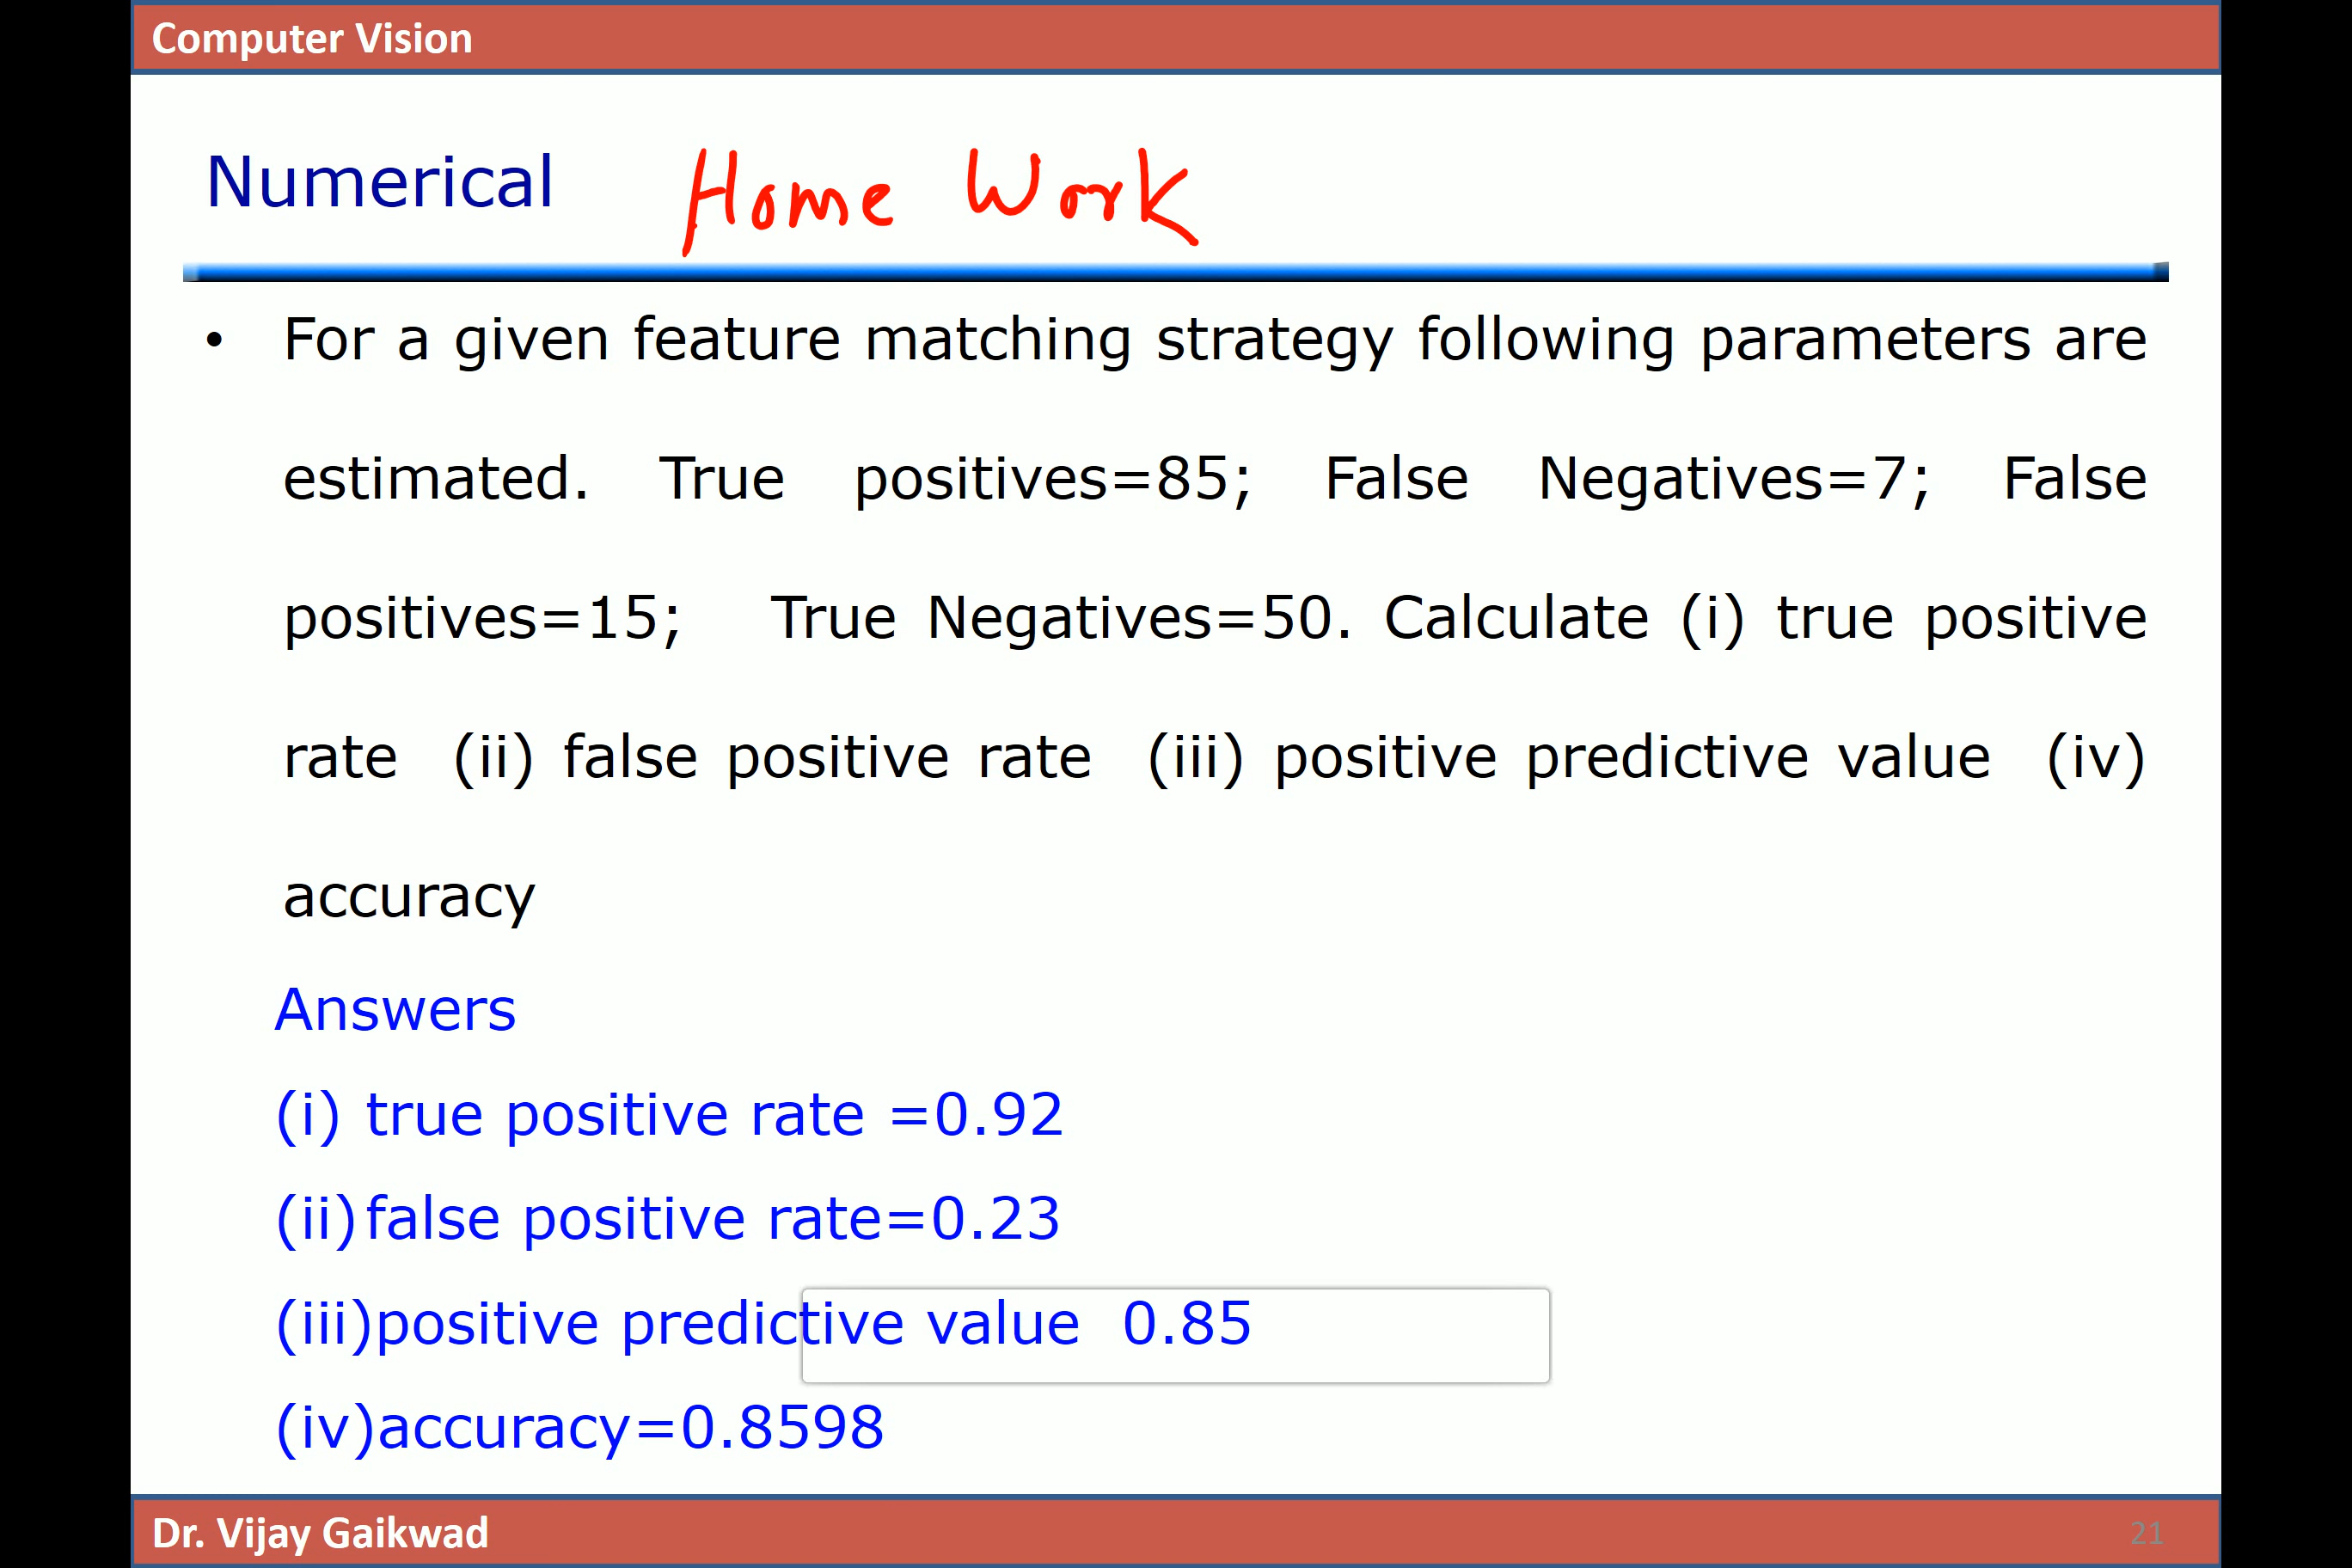 Computer Vision
Numerical Home Work
• For a given feature matching strategy following parameters are
estimated. True positives=85; False Negatives=7; False
positives=15; True Negatives=50. Calculate (i) true positive
rate (ii) false positive rate (iii) positive predictive value (iv)
accuracy
Answers
(i) true positive rate =0.92
(ii) false positive rate=0.23
(iii)positive predictive value 0.85
(iv)accuracy=0.8598
Dr. Vijay Gaikwad 21